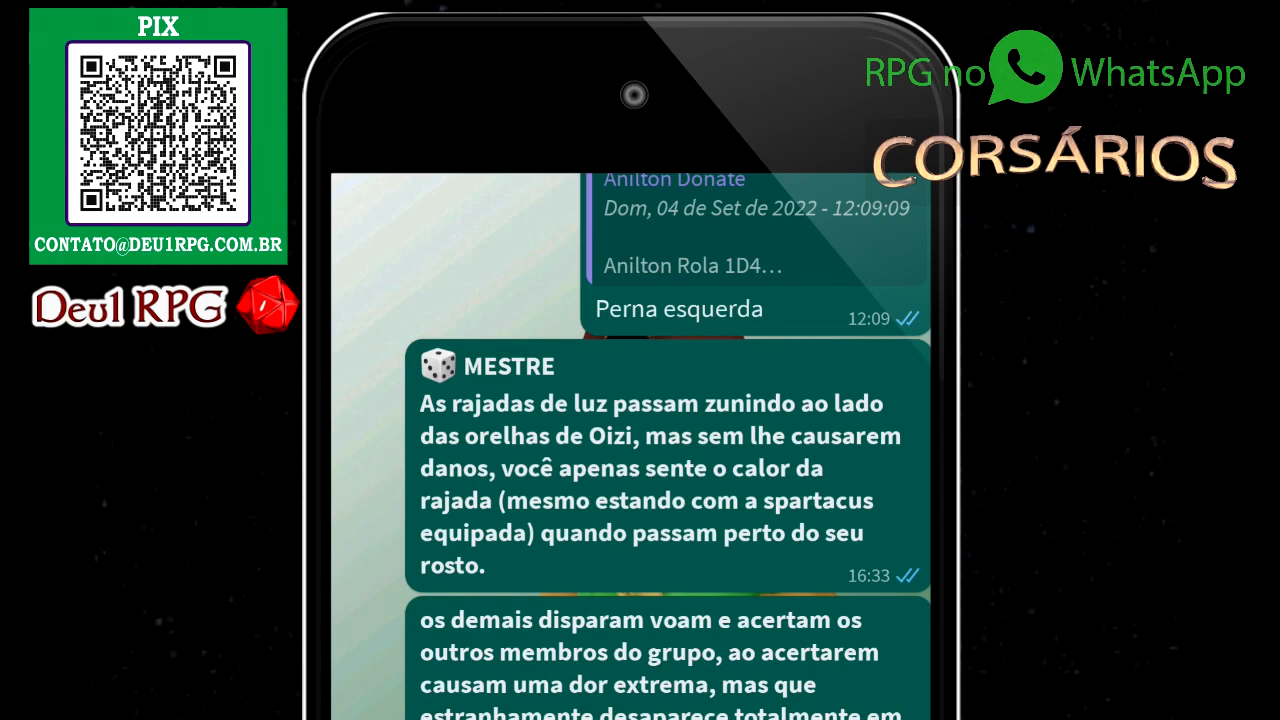 PIX
CONTATO@DEU1RPG.COM.BR
Deu1 RPG
RPG no WhatsApp
CORSÁRIOS
Anilton Donate
Dom, 04 de Set de 2022 - 12:09:09
Anilton Rola 1D4...
Perna esquerda
12:09
MESTRE
As rajadas de luz passam zunindo ao lado
das orelhas de Oizi, mas sem lhe causarem
danos, você apenas sente o calor da
rajada (mesmo estando com a spartacus
equipada) quando passam perto do seu
rosto.
16:33
os demais disparam voam e acertam os
outros membros do grupo, ao acertarem
causam uma dor extrema, mas que
estranhamente desaparece totalmente em